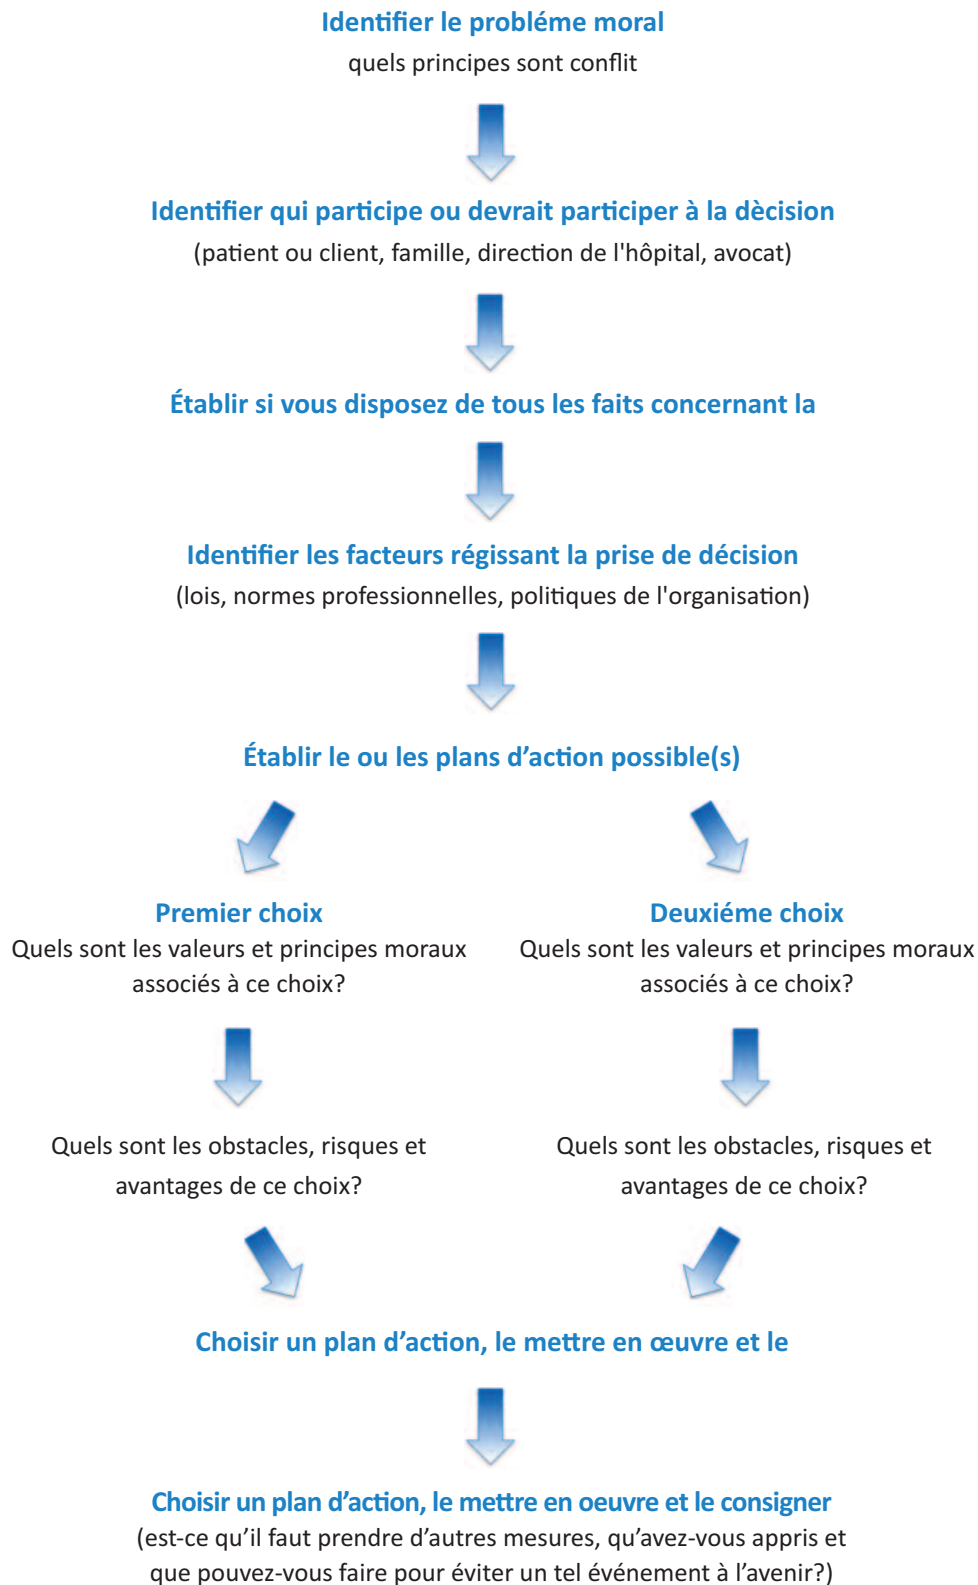 Identifier le probléme moral
quels principes sont conflit
Identifier qui participe ou devrait participer à la dècision
(patient ou client, famille, direction de l'hôpital, avocat)
Établir si vous disposez de tous les faits concernant la
Identifier les facteurs régissant la prise de décision
(lois, normes professionnelles, politiques de l'organisation)
Établir le ou les plans d’action possible(s)
Premier choix
Quels sont les valeurs et principes moraux
associés à ce choix?
Deuxiéme choix
Quels sont les valeurs et principes moraux
associés à ce choix?
Quels sont les obstacles, risques et
avantages de ce choix?
Quels sont les obstacles, risques et
avantages de ce choix?
Choisir un plan d’action, le mettre en œuvre et le
Choisir un plan d’action, le mettre en oeuvre et le consigner
(est-ce qu’il faut prendre d’autres mesures, qu’avez-vous appris et
que pouvez-vous faire pour éviter un tel événement à l’avenir?)